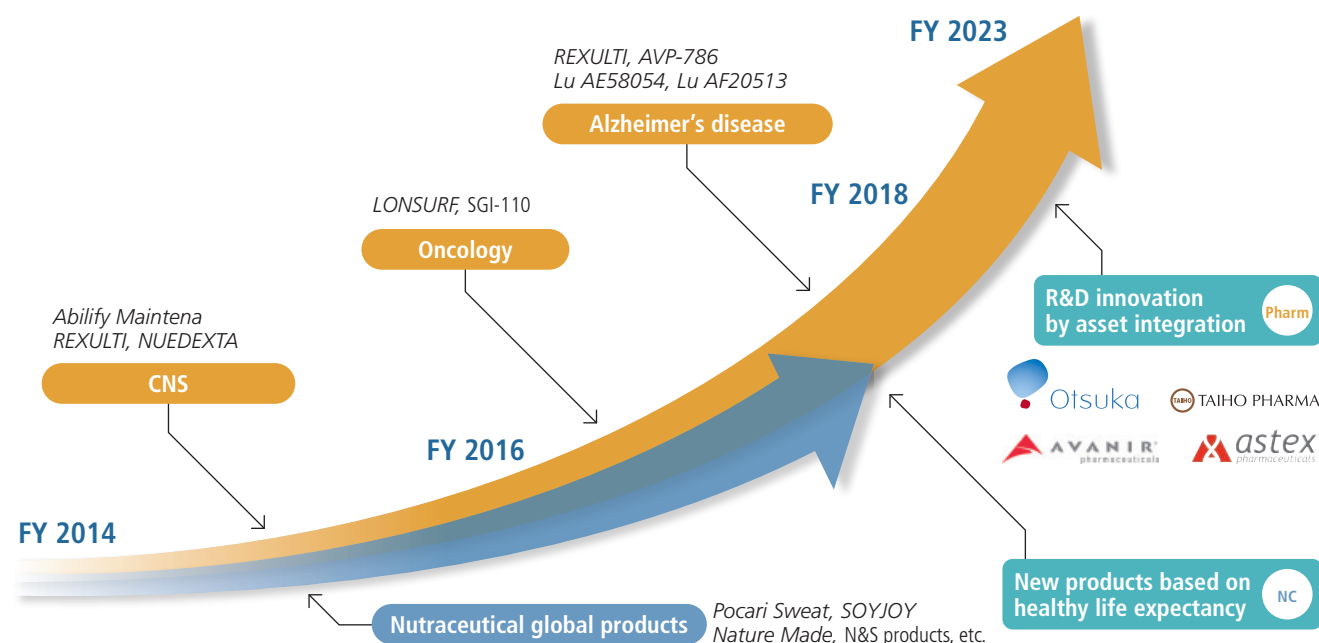 FY 2023
REXULTI, AVP-786
Lu AE58054, Lu AF20513
Alzheimer's disease
FY 2018
LONSURF, SGI-110
Oncology
R&D innovation
by asset integration
Pharm
Abilify Maintena
REXULTI, NUEDEXTA
CNS
Otsuka
TAIHO
TAIHO PHARMA
FY 2016
AVANIR
pharmaceuticals
astex
pharmaceuticals
FY 2014
New products based on
healthy life expectancy
NC
Nutraceutical global products
Pocari Sweat, SOYJOY
Nature Made, N&S products, etc.